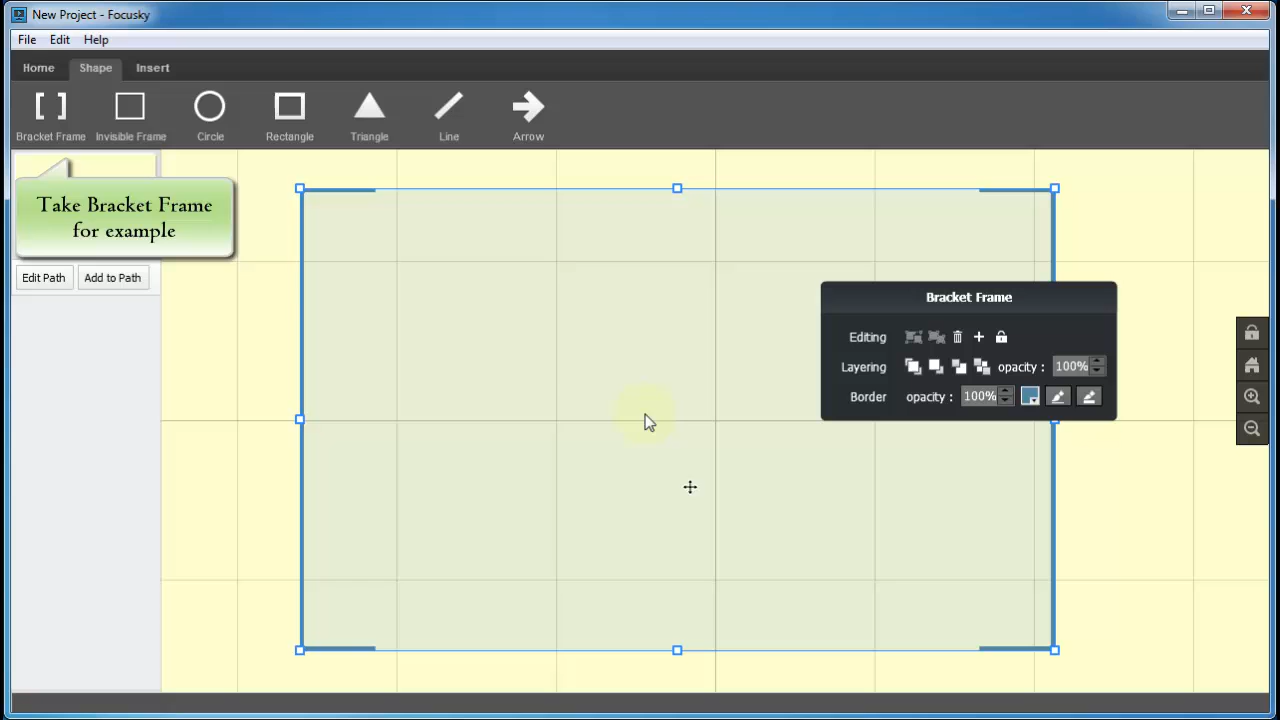 New Project - Focusky
File Edit Help
Home Shape Insert
Bracket Frame Invisible Frame Circle Rectangle Triangle Line Arrow
Take Bracket Frame
for example
Edit Path Add to Path
Bracket Frame
Editing
Layering opacity : 100%
Border opacity : 100%